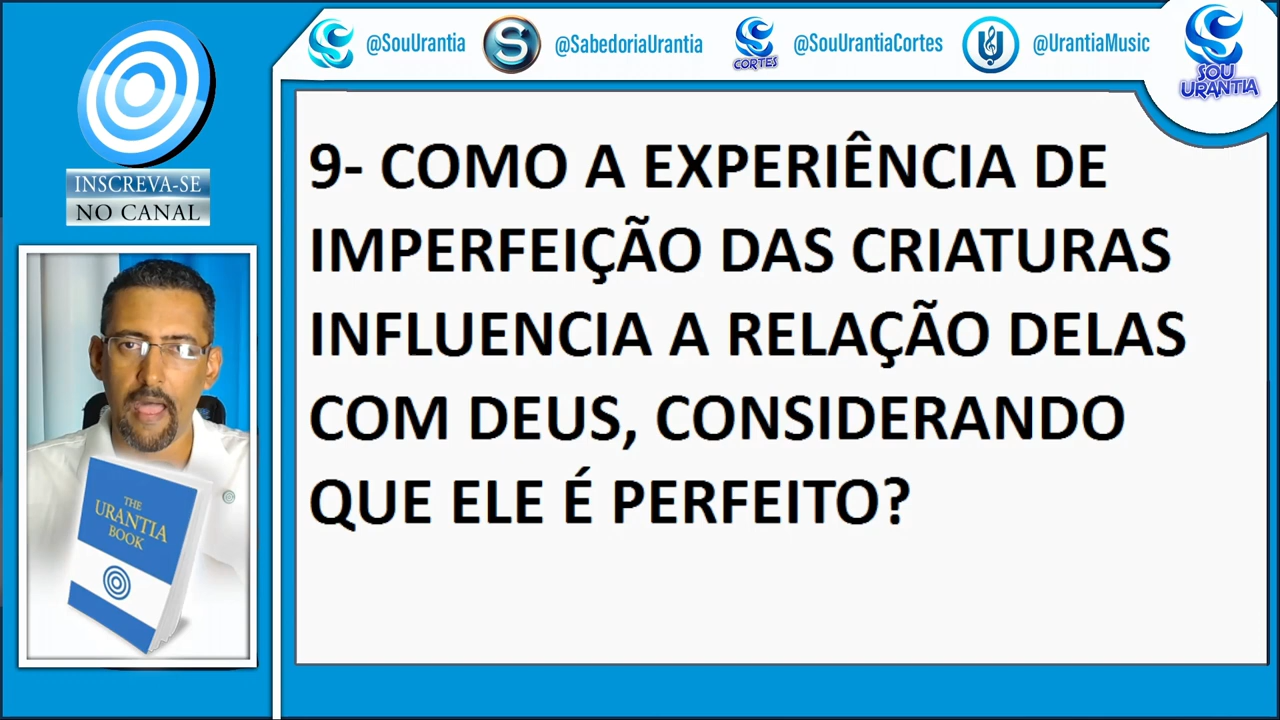 @SouUrantia
@SabedoriaUrantia
CORTES
@SouUrantiaCortes
@UrantiaMusic
SOU
URANTIA
INSCREVA-SE
NO CANAL
9- COMO A EXPERIÊNCIA DE
IMPERFEIÇÃO DAS CRIATURAS
INFLUENCIA A RELAÇÃO DELAS
COM DEUS, CONSIDERANDO
QUE ELE É PERFEITO?
THE
URANTIA
BOOK